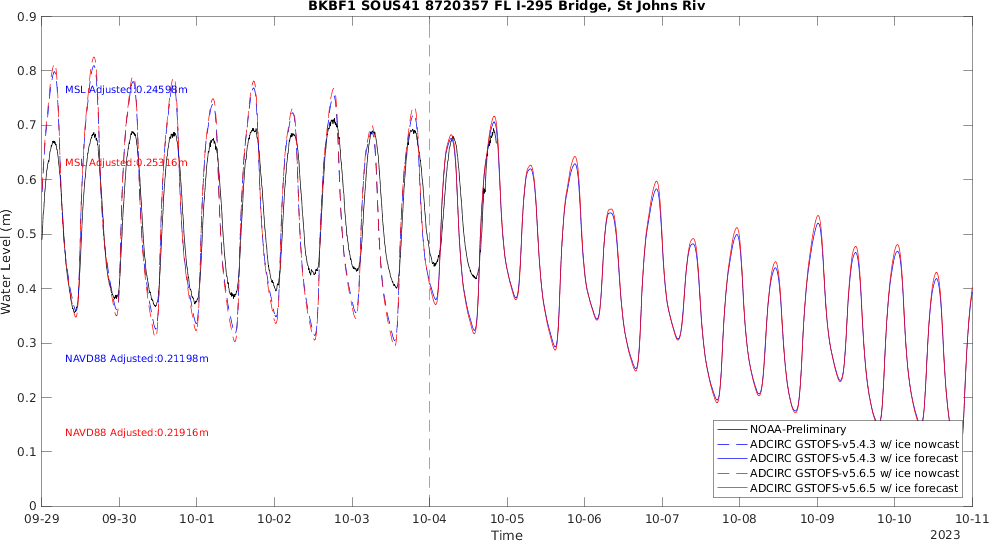 BKBF1 SOUS41 8720357 FL I-295 Bridge, St Johns Riv
0.9
0.8
0.7
0.6
0.5
0.4
0.3
0.2
0.1
0
Water Level (m)
MSL Adjusted:0.24598m
MSL Adjusted:0.25316m
NAVD88 Adjusted:0.21198m
NAVD88 Adjusted:0.21916m
NOAA-Preliminary
ADCIRC GSTOFS-v5.4.3 w/ ice nowcast
ADCIRC GSTOFS-v5.4.3 w/ ice forecast
ADCIRC GSTOFS-v5.6.5 w/ ice nowcast
ADCIRC GSTOFS-v5.6.5 w/ ice forecast
09-29 09-30 10-01 10-02 10-03 10-04 10-05 10-06 10-07 10-08 10-09 10-10 10-11
Time
2023